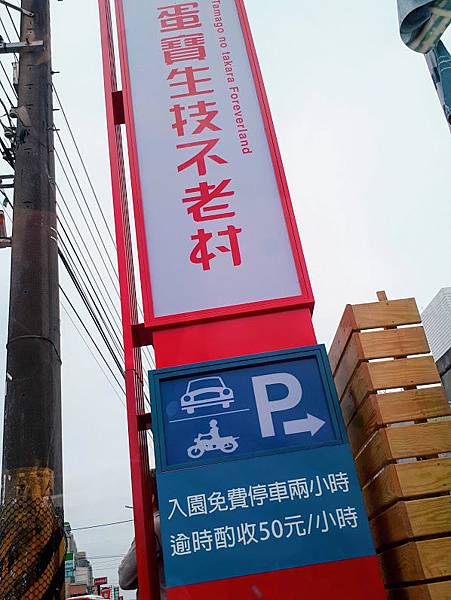 蛋寶生技不老村
Tamago no takara Foreverland
P
入園免費停車兩小時
逾時酌收50元/小時